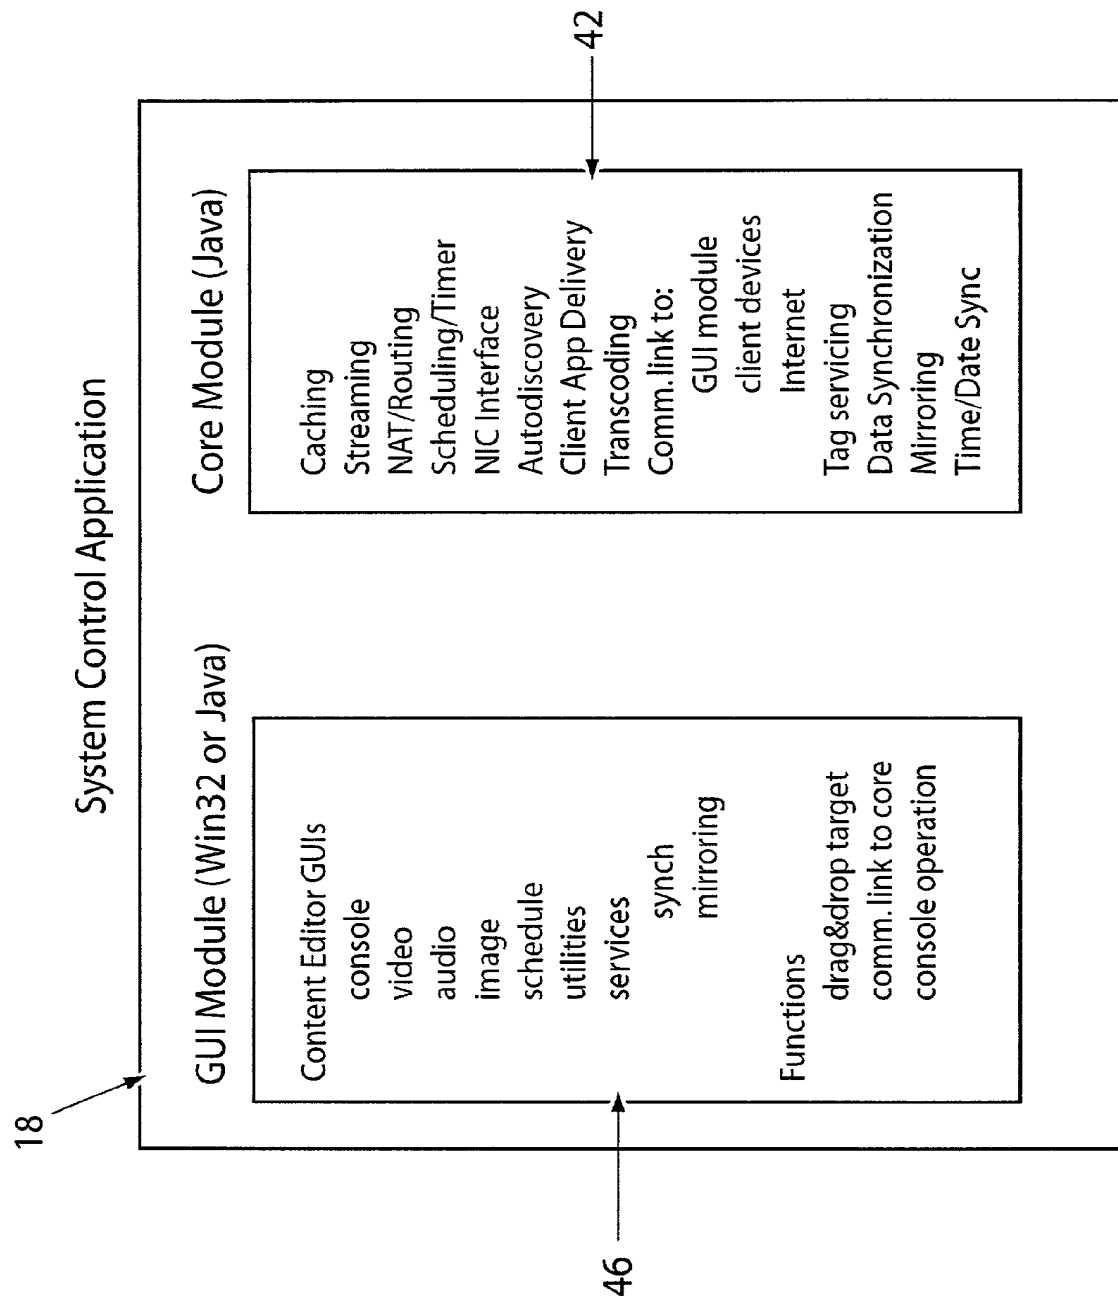 System Control Application
18
GUI Module (Win32 or Java)
Content Editor GUIs
console
video
audio
image
schedule
utilities
services
synch
mirroring
Functions
drag&drop target
comm. link to core
console operation
46
Core Module (Java)
Caching
Streaming
NAT/Routing
Scheduling/Timer
NIC Interface
Autodiscovery
Client App Delivery
Transcoding
Comm. link to:
GUI module
client devices
Internet
Tag servicing
Data Synchronization
Mirroring
Time/Date Sync
42